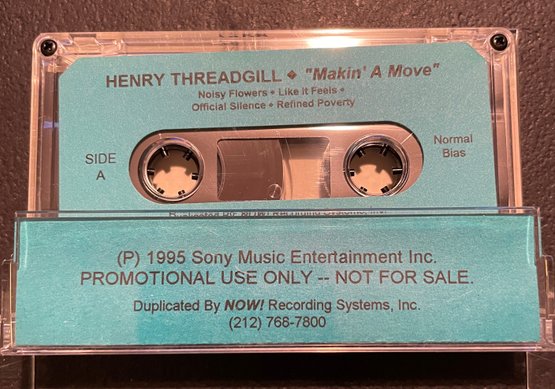 HENRY THREADGILL ◆ "Makin' A Move"
Noisy Flowers • Like It Feels •
Official Silence • Refined Poverty
SIDE
A
Normal
Bias
(P) 1995 Sony Music Entertainment Inc.
PROMOTIONAL USE ONLY -- NOT FOR SALE.
Duplicated By NOW! Recording Systems, Inc.
(212) 768-7800